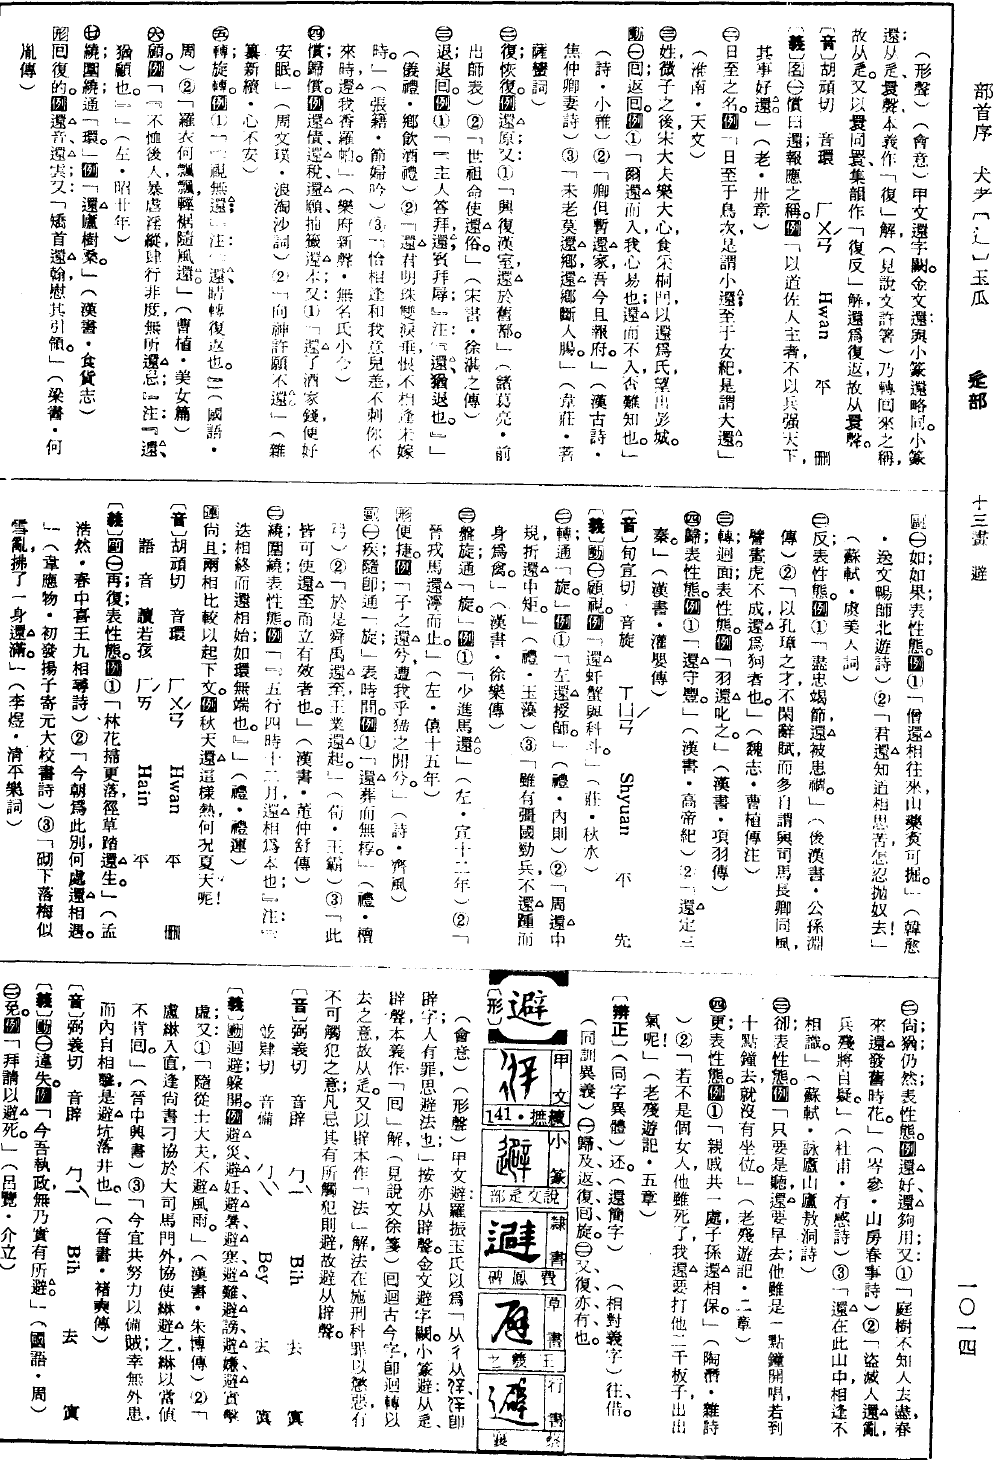 部首序 犬夕「辶」玉瓜 辵部 十三畫 避 一〇一四
（形聲）（會意）甲文還字闕。金文還與小篆還略同。小篆
還：从辵、瞏聲本義作「復」解（見說文許箸）乃轉回來之稱，
故从辵。又以瞏同睘集韻作「復反」解還為復返故从瞏聲。
〔音〕胡頑切 音環 ㄏㄨㄢˊ Hwan 平 刪
〔義〕名㊀償曰還；報應之稱。例「以道佐人主者，不以兵强天下，
其事好還。」（老・卅章）
㊁日至之名。例「日至于鳥次，是謂小還；至于女紀，是謂大還。」
（淮南・天文）
㊂姓，微子之後，宋大夫樂大心食采桐門，以還為氏，望出彭城。
動㊀回；返回。例①「爾還而入，我心易也；還而不入，否難知也。」
（詩・小雅）②「卿但暫還家，吾今且報府。」（漢古詩・
焦仲卿妻詩）③「未老莫還鄉，還鄉斷人腸。」（韋莊・菩
薩蠻詞）
㊁復；恢復。例還原。又：①「興復漢室，還於舊都。」（諸葛亮・前
出師表）②「世祖命使還俗。」（宋書・徐湛之傳）
㊂退；退回。例①「『主人答拜還，賓拜辱。』注：『還，猶退也。』」
（儀禮・鄉飲酒禮）②「還君明珠雙淚垂，恨不相逢未嫁
時。」（張籍・節婦吟）③「恰相逢和我意兒差，不剌你不
來時還我香羅帕。」（樂府新聲・無名氏小令）
㊃償；歸償。例還債、還稅、還願、捕籤、還本。又：①「還了酒家錢，便好
安眠。」（周文璞・浪淘沙詞）②「向神許願不還。」（雜
纂新續・心不安）
㊄轉；旋轉。例①「『視無還。』注：『還，睛轉復返也。』」（國語・
周）②「羅衣何飄飄，輕裾隨風還。」（曹植・美女篇）
㊅顧。例「『不恤後人，暴虐淫縱，肆行非度，無所還忌。』注：『還，
猶顧也。』」（左・昭廿年）
㊆繞；圍繞；通「環」。例「還廬樹桑。」（漢書・食貨志）
形回復的。例還音、還雲。又：「矯首還翰，慰其引領。」（梁書・何
胤傳）
副㊀如；如果；表性態。例①「僧還相往來，山藥煑可掘。」（韓愈
・送文暢師北遊詩）②「君還知道相思苦，怎忍拋奴去！」
（蘇軾・虞美人詞）
㊁反；表性態。例①「盡忠竭節，還被患禍。」（後漢書・公孫淵
傳）②「以孔璋之才，不閑辭賦，而多自謂與司馬長卿同風，
譬畫虎不成還為狗者也。」（魏志・曹植傳注）
㊂轉；迴面；表性態。例「羽還叱之。」（漢書・項羽傳）
㊃歸；表性態。例①「還守豐。」（漢書・高帝紀）②「還定三
秦。」（漢書・灌嬰傳）
〔音〕旬宣切 音旋 ㄒㄩㄢˊ Shyuan 平 先
〔義〕動㊀顧視。例「還虷蟹與科斗。」（莊・秋水）
㊁轉；通「旋」。例①「左還授師。」（禮・內則）②「周還中
規，折還中矩。」（禮・玉藻）③「雖有彊國勁兵，不還踵而
身為禽。」（漢書・徐樂傳）
㊂盤旋；通「旋」。例①「少進，馬還。」（左・宣十二年）②「
晉戎馬還濘而止。」（左・僖十五年）
形便捷。例「子之還兮，遭我乎猺之閒兮。」（詩・齊風）
副㊀疾；隨即；通「旋」；表時間。例①「還葬而無椁。」（禮・檀
弓）②「於是舜禹還至，王業還起。」（荀・王霸）③「此
皆可使還至而立有效者也。」（漢書・董仲舒傳）
㊁繞；圍繞；表性態。例「『五行四時十二月，還相為本也。』注：『
迭相終而還相始，如環無端也。』」（禮・禮運）
連尚且；兩相比較以起下文。例秋天還這樣熱，何況夏天呢！
〔音〕胡頑切 音環 ㄏㄨㄢˊ Hwan 平 刪
語音 讀若孩 ㄏㄞˊ Hain 平
〔義〕副㊀再；復；表性態。例①「林花掃更落，徑草踏還生。」（孟
浩然・春中喜王九相尋詩）②「今朝為此別，何處還相遇。
」（韋應物・初發揚子寄元大校書詩）③「砌下落梅似
雪亂，拂了一身還滿。」（李煜・清平樂詞）
㊁尚；猶；仍然；表性態。例還好、還夠用。又：①「庭樹不知人去盡，春
來還發舊時花。」（岑參・山房春事詩）②「盜滅人還亂，
兵殘將自疑。」（杜甫・有感詩）③「還在此山中，相逢不
相識。」（蘇軾・詠廬山廬敖洞詩）
㊂卻；表性態。例「只要是聽還要早去，他雖是一點鐘開唱，若到
十點鐘去，就沒有坐位。」（老殘遊記・二章）
㊃更；表性態。例①「親戚共一處，子孫還相保。」（陶潛・雜詩
）②「若不是個女人，他雖死了，我還要打他二千板子，出出
氣呢！」（老殘遊記・五章）
〔辨正〕（同字異體）还。（還簡字） （相對義字）往、借。
（同訓異義）㊀歸、及、返、復、回、旋。㊁又、復、亦、有、也。
【避】
〔形〕
甲文 141・撫續
小篆 說文辵部
隸書 費鳳碑
草書 王羲之
行書
（會意）（形聲）甲文避：羅振玉氏以為「从彳从𨐨，𨐨即
辟字，人有罪思避法也」按：亦从辟聲。金文避字闕。小篆避：从辵、
辟聲本義作「回」解（見說文徐箋）回迴古今字，即迴轉以
去之意，故从辵。又以辟本作「法」解，法在施刑科罪以懲惡，有
不可觸犯之意；凡忌其有所觸犯則避，故避从辟聲。
〔音〕弼義切 音辟 ㄅㄧˋ Bih 去 寘
並肆切 音備 ㄅㄟˋ Bey 去 寘
〔義〕動㊀迴避；躲開。例避災、避妊、避暑、避寒、避難、避謗、避嫌、避實擊
虛。又：①「隨從士大夫，不避風雨。」（漢書・朱博傳）②「
盧綝入直，逢尚書刁協於大司馬門外，協使綝避之，綝以當值
不肯回。」（晉中興書）③「今宜共努力以備賊，幸無外患，
而內自相擊，是避坑落井也。」（晉書・褚裒傳）
〔音〕弼義切 音辟 ㄅㄧˋ Bih 去 寘
〔義〕動㊀違失。例「今吾執政，無乃實有所避。」（國語・周）
㊁免。例「拜請以避死。」（呂覽・介立）